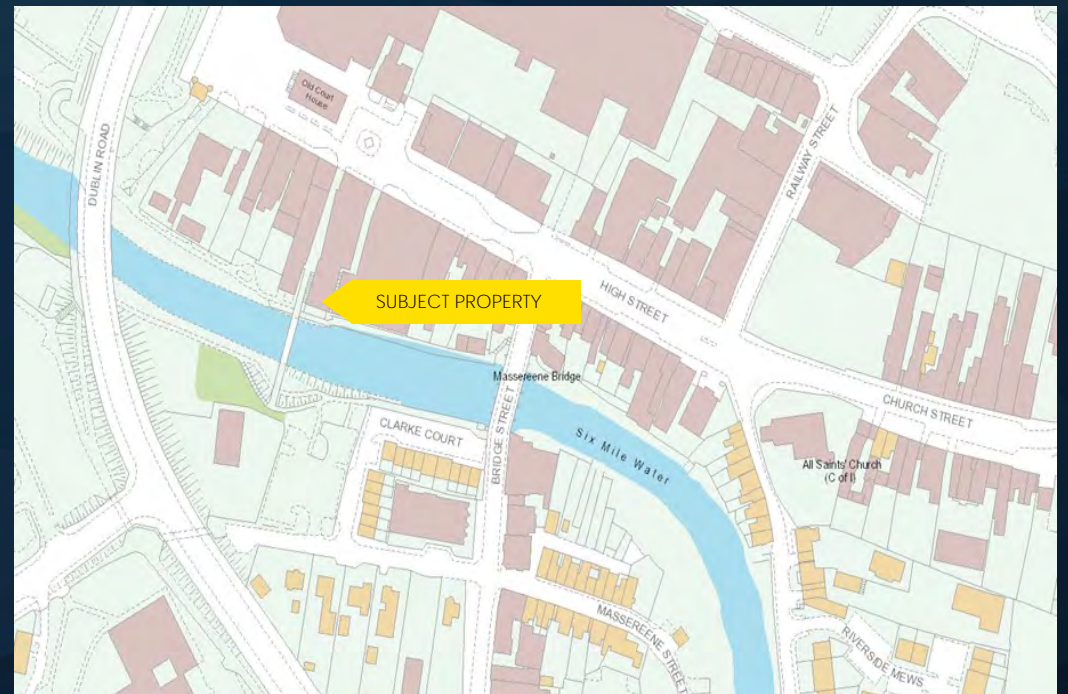 Old Court
House
DUBLIN ROAD
RAILWAY STREET
SUBJECT PROPERTY
HIGH STREET
Massereene Bridge
CHURCH STREET
CLARKE COURT
BRIDGE STREET
Six Mile Water
All Saints' Church
(C of I)
MASSEREENE STREET
RIVERSIDE MEWS